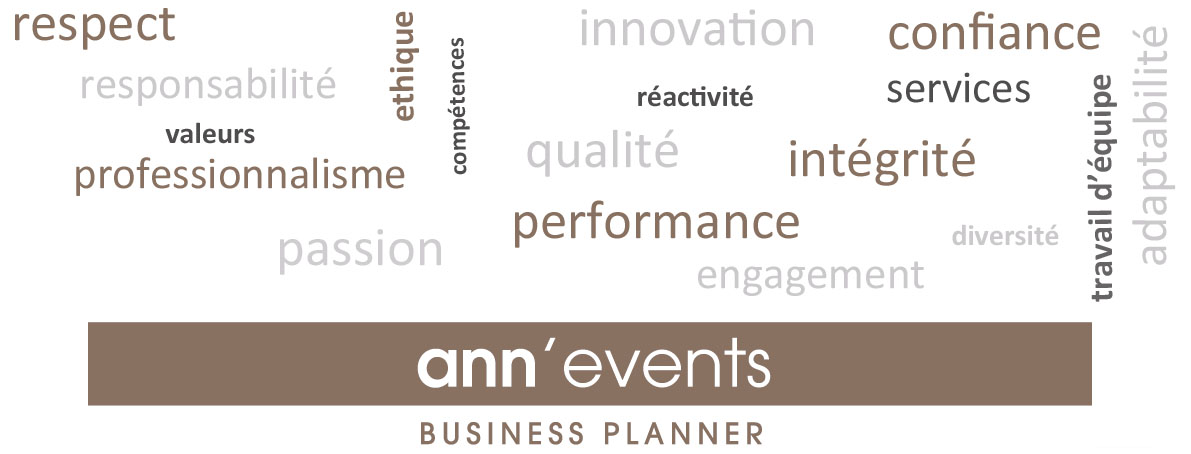 respect
responsabilité
valeurs
professionnalisme
passion
ethique
compétences
innovation
réactivité
qualité
performance
engagement
confiance
services
intégrité
diversité
travail d'équipe
adaptabilité
ann'events
BUSINESS PLANNER